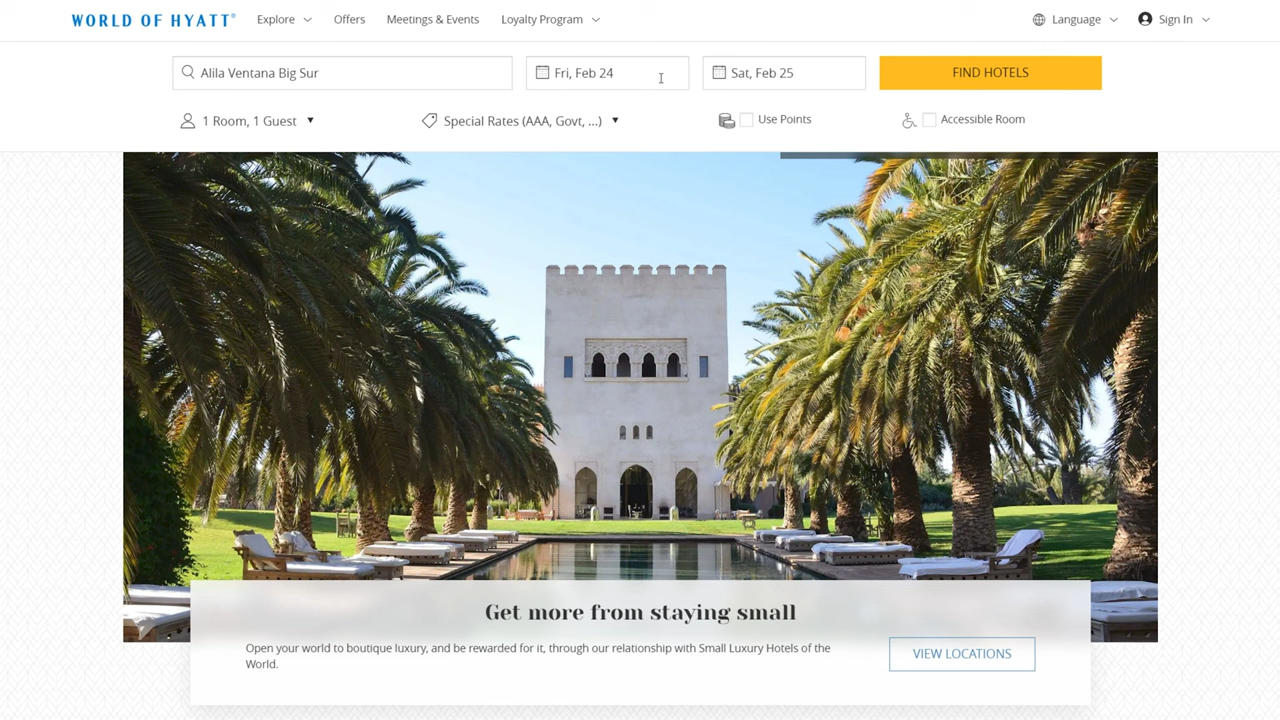 WORLD OF HYATT® Explore Offers Meetings & Events Loyalty Program Language Sign In
Alila Ventana Big Sur Fri, Feb 24 Sat, Feb 25 FIND HOTELS
1 Room, 1 Guest Special Rates (AAA, Govt, ...) Use Points Accessible Room
Get more from staying small
Open your world to boutique luxury, and be rewarded for it, through our relationship with Small Luxury Hotels of the
World.
VIEW LOCATIONS